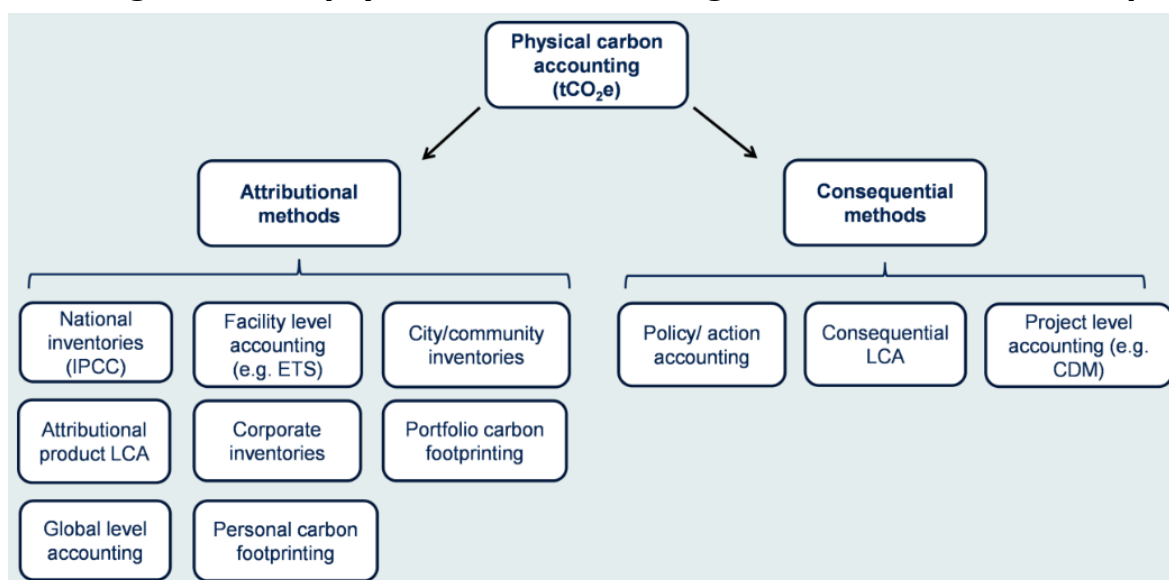 Physical carbon
accounting
(tCO₂e)
Attributional
methods
Consequential
methods
National
inventories
(IPCC)
Facility level
accounting
(e.g. ETS)
City/community
inventories
Policy/ action
accounting
Consequential
LCA
Project level
accounting (e.g.
CDM)
Attributional
product LCA
Corporate
inventories
Portfolio carbon
footprinting
Global level
accounting
Personal carbon
footprinting